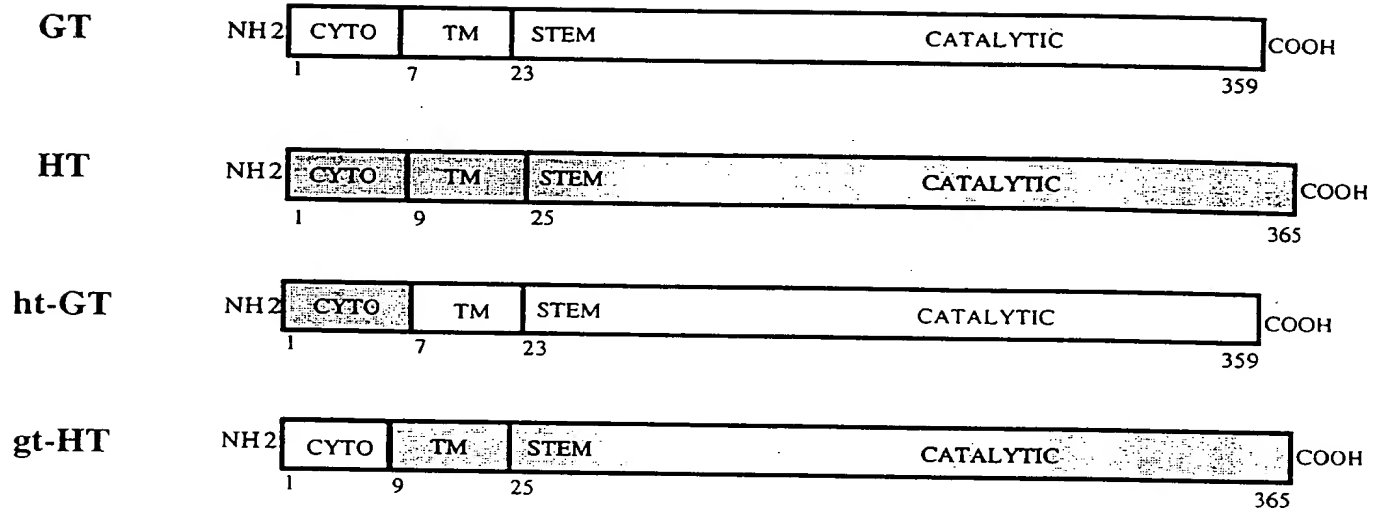 GT NH2 CYTO TM STEM CATALYTIC COOH
1 7 23 359
HT NH2 CYTO TM STEM CATALYTIC COOH
1 9 25 365
ht-GT NH2 CYTO TM STEM CATALYTIC COOH
1 7 23 359
gt-HT NH2 CYTO TM STEM CATALYTIC COOH
1 9 25 365